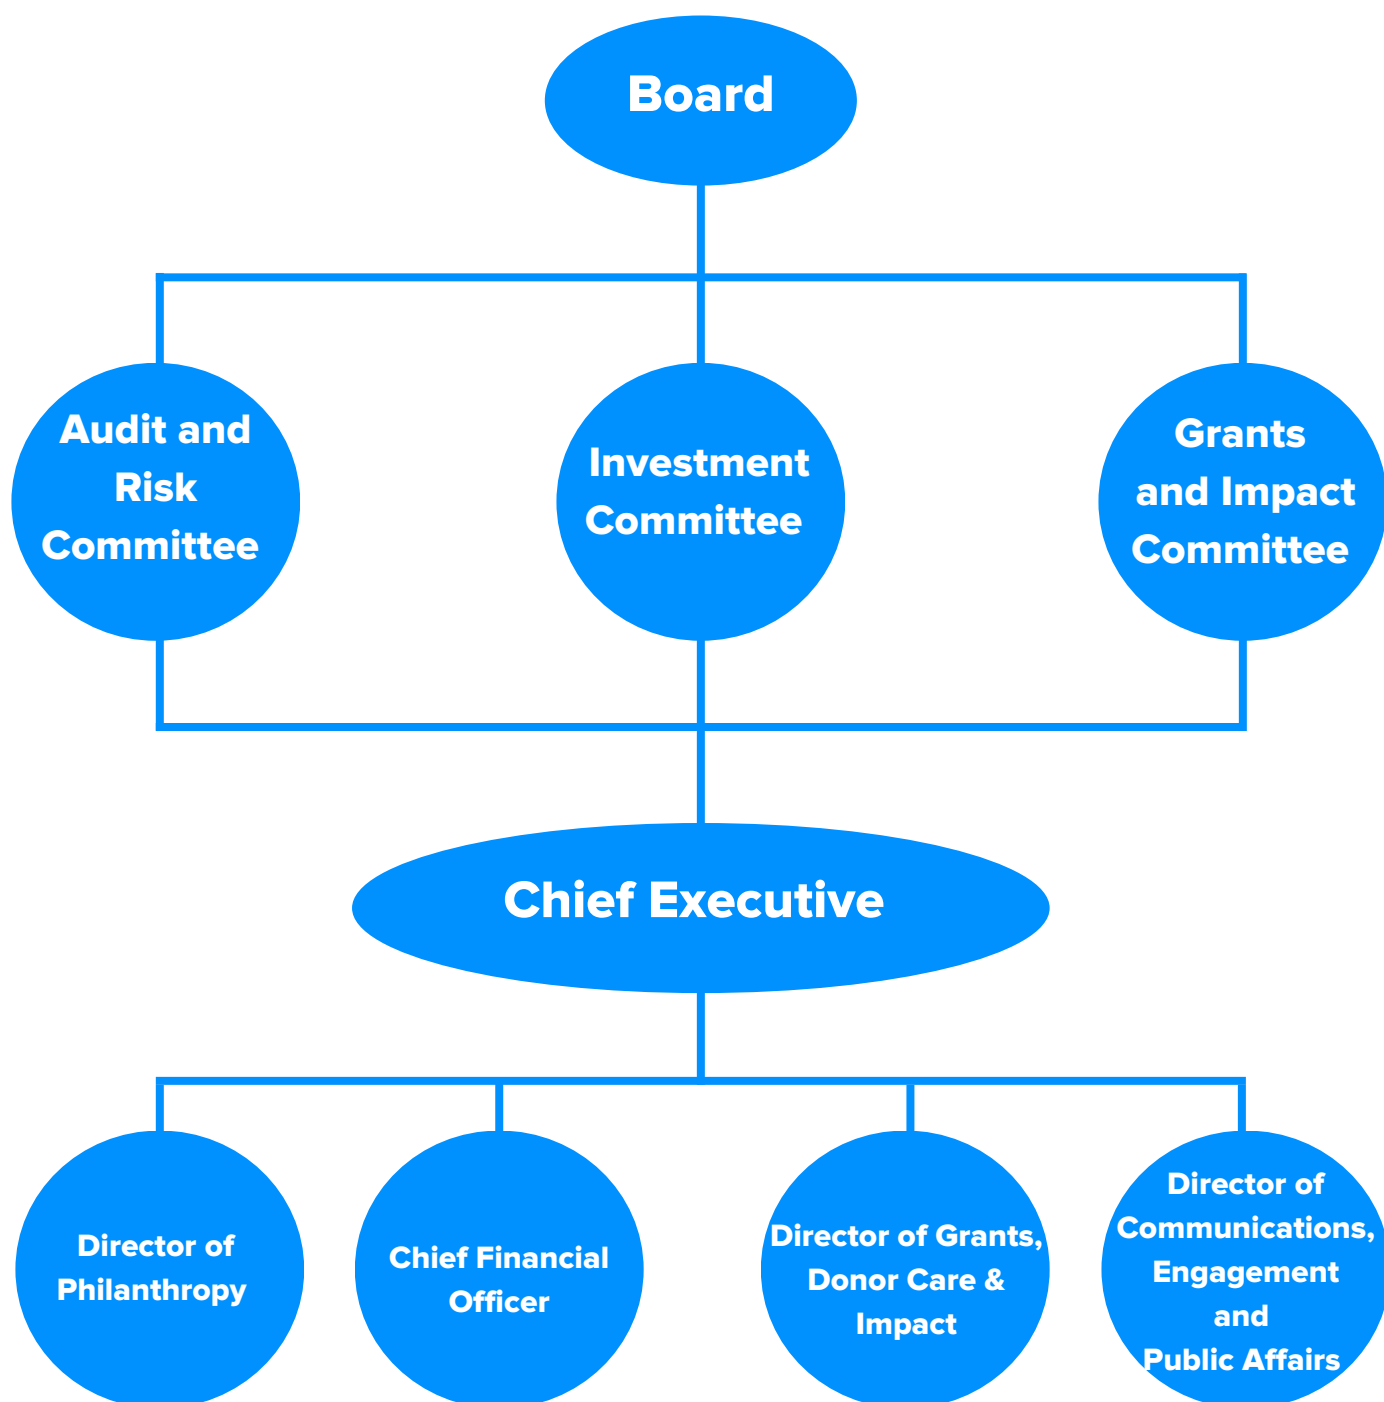 Board
Audit and
Risk
Committee
Investment
Committee
Grants
and Impact
Committee
Chief Executive
Director of
Philanthropy
Chief Financial
Officer
Director of Grants,
Donor Care &
Impact
Director of
Communications,
Engagement
and
Public Affairs